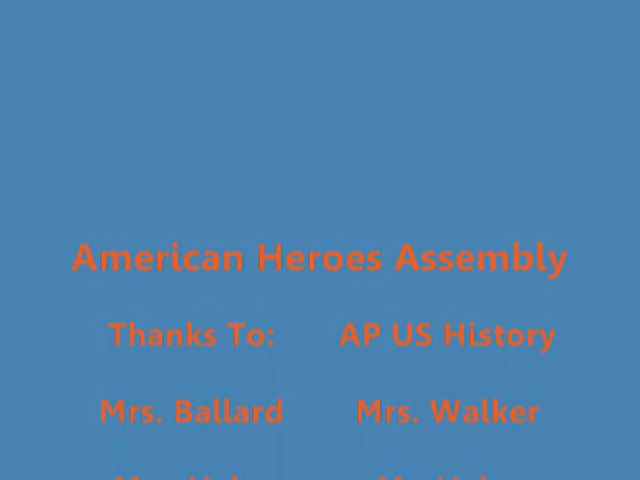 American Heroes Assembly
Thanks To: AP US History
Mrs. Ballard Mrs. Walker